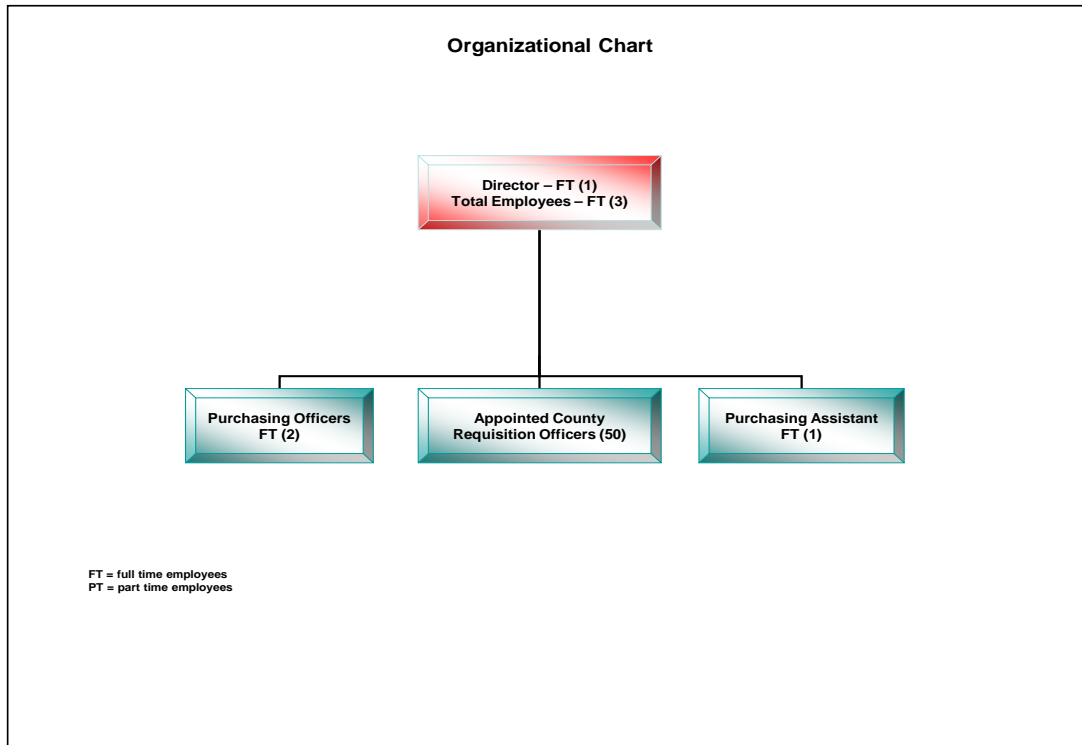 Organizational Chart
Director – FT (1)
Total Employees – FT (3)
Purchasing Officers
FT (2)
Appointed County
Requisition Officers (50)
Purchasing Assistant
FT (1)
FT = full time employees
PT = part time employees